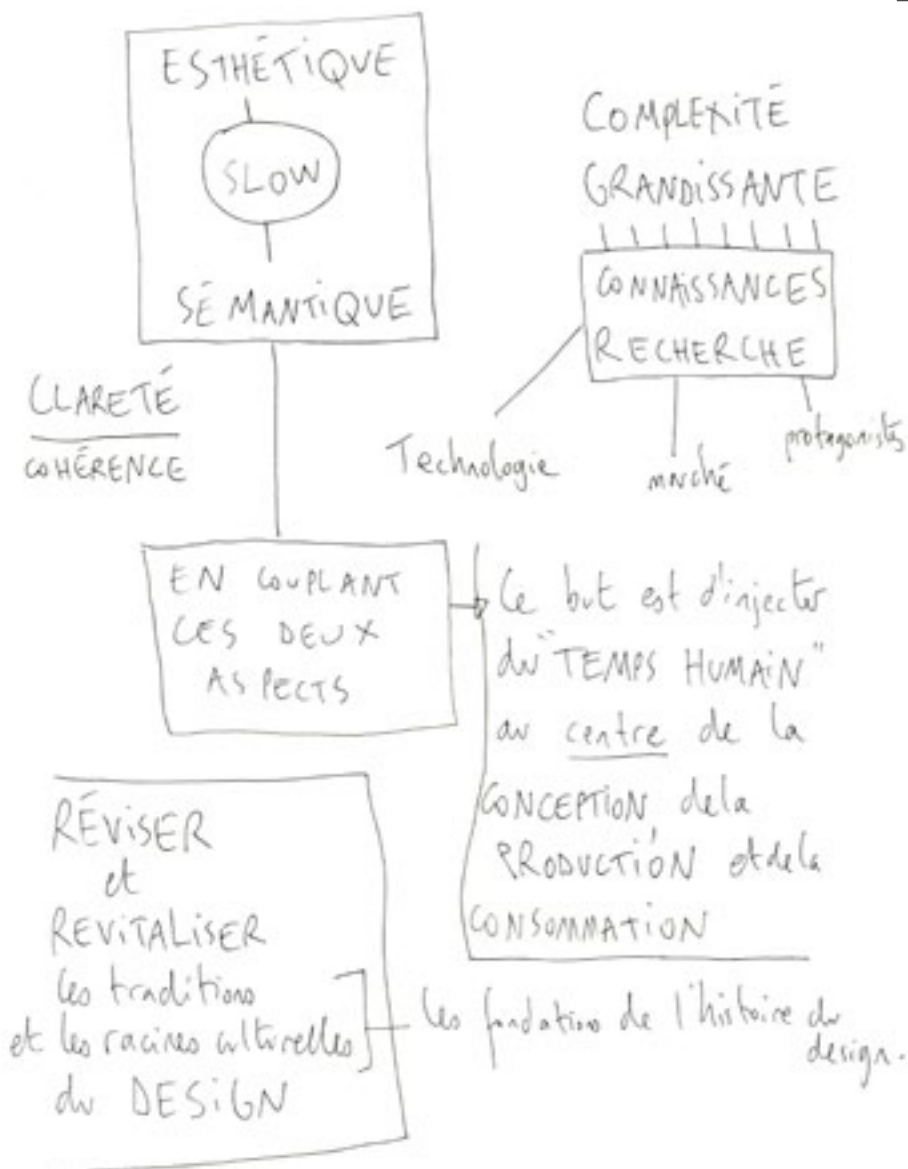 ESTHÉTIQUE
SLOW
SÉMANTIQUE
COMPLEXITÉ
GRANDISSANTE
CONNAISSANCES
RECHERCHE
Technologie
marché
protagonistes
CLARETÉ
COHÉRENCE
EN COUPLANT
CES DEUX
ASPECTS
Le but est d'injecter
du "TEMPS HUMAIN"
au centre de la
CONCEPTION de la
PRODUCTION et de la
CONSOMMATION
RÉVISER
et
REVITALISER
les traditions
et les racines culturelles
du DESIGN
les fondations de l'histoire du
design.